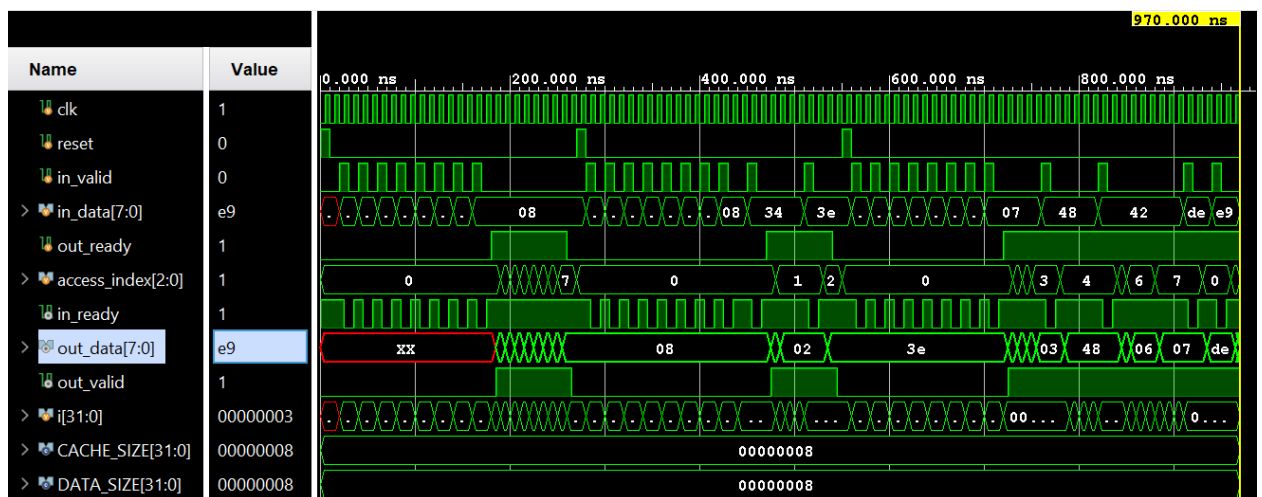 970.000 ns
Name Value
0.000 ns 200.000 ns 400.000 ns 600.000 ns 800.000 ns
clk 1
reset 0
in_valid 0
in_data[7:0] e9 . . . . . . . . 08 . . . . . . . 08 34 3e . . . . . . . 07 48 42 de e9
out_ready 1
access_index[2:0] 1 0 7 0 1 2 0 3 4 6 7 0
in_ready 1
out_data[7:0] e9 XX 08 02 3e 03 48 06 07 de
out_valid 1
i[31:0] 00000003 00... 0...
CACHE_SIZE[31:0] 00000008 00000008
DATA_SIZE[31:0] 00000008 00000008